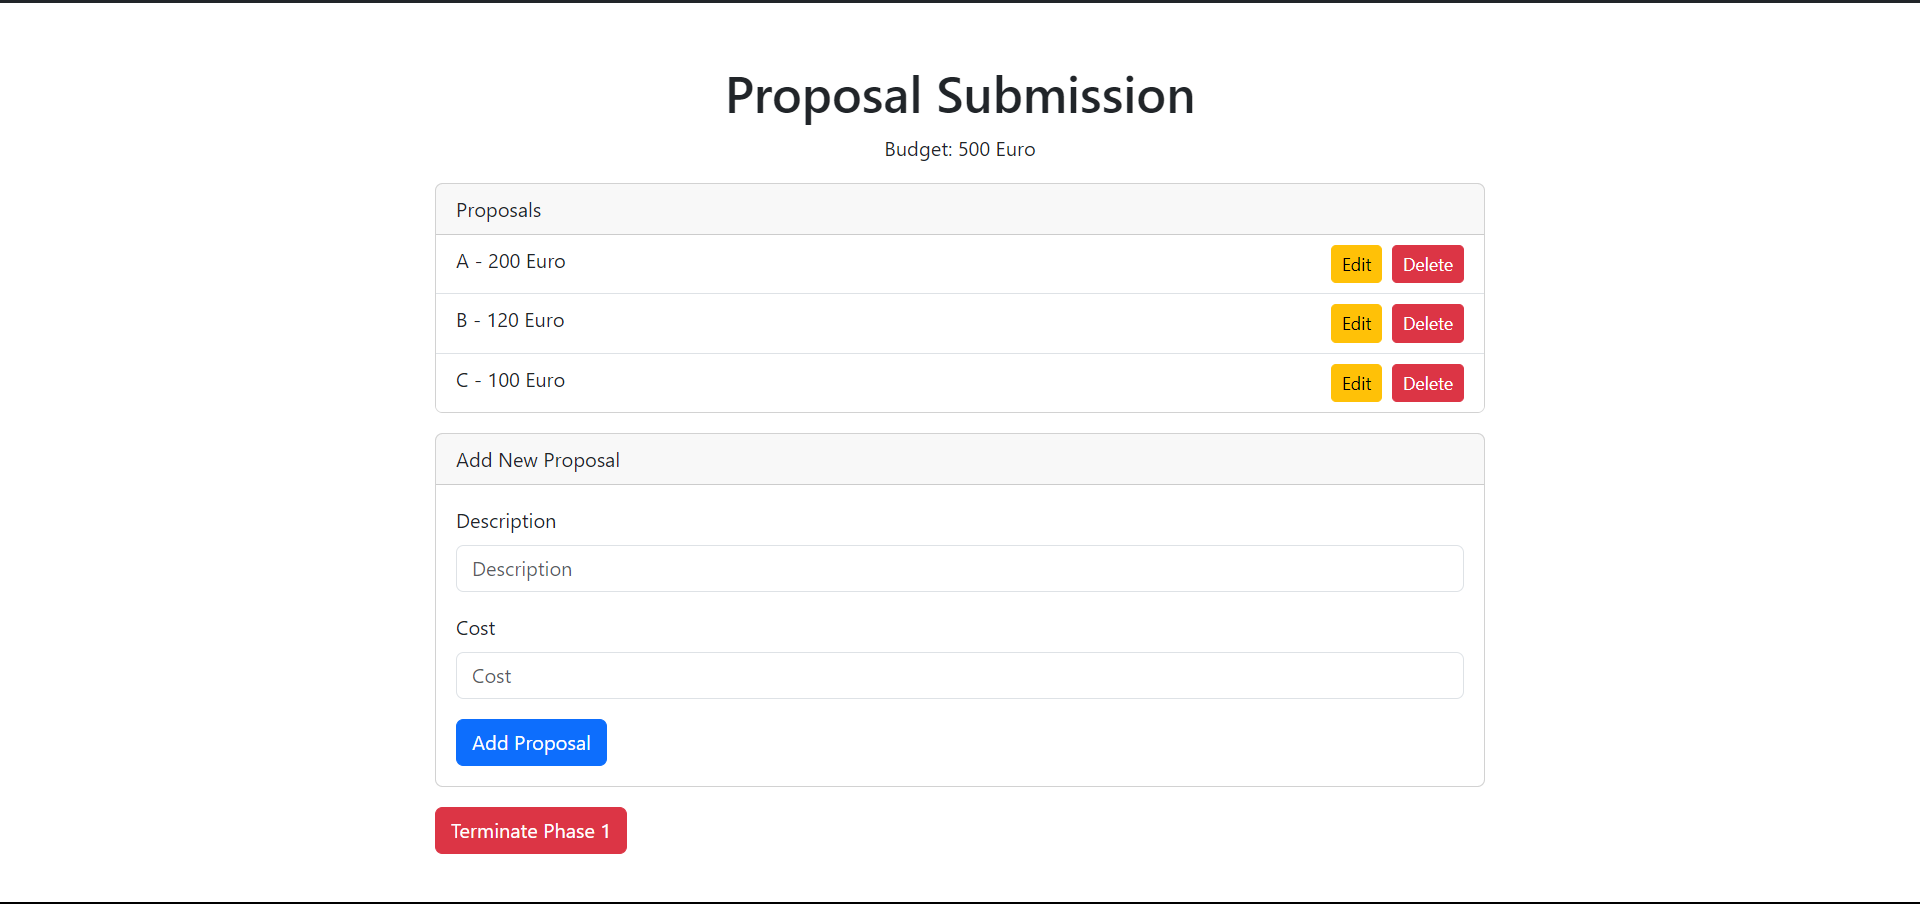 Proposal Submission
Budget: 500 Euro
Proposals
A - 200 Euro Edit Delete
B - 120 Euro Edit Delete
C - 100 Euro Edit Delete
Add New Proposal
Description
Description
Cost
Cost
Add Proposal
Terminate Phase 1